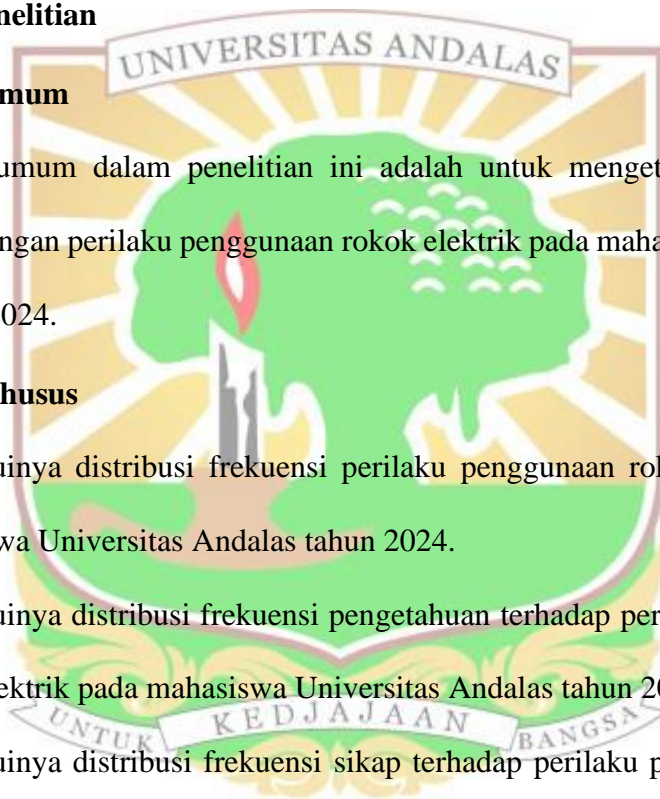 nelitian
UNIVERSITAS ANDALAS
mum
umum dalam penelitian ini adalah untuk menget
ngan perilaku penggunaan rokok elektrik pada maha
024.
husus
uinya distribusi frekuensi perilaku penggunaan rok
wa Universitas Andalas tahun 2024.
uinya distribusi frekuensi pengetahuan terhadap per
ektrik pada mahasiswa Universitas Andalas tahun 20
UNTUK KEDJAJAAN BANGSA
uinya distribusi frekuensi sikap terhadap perilaku p